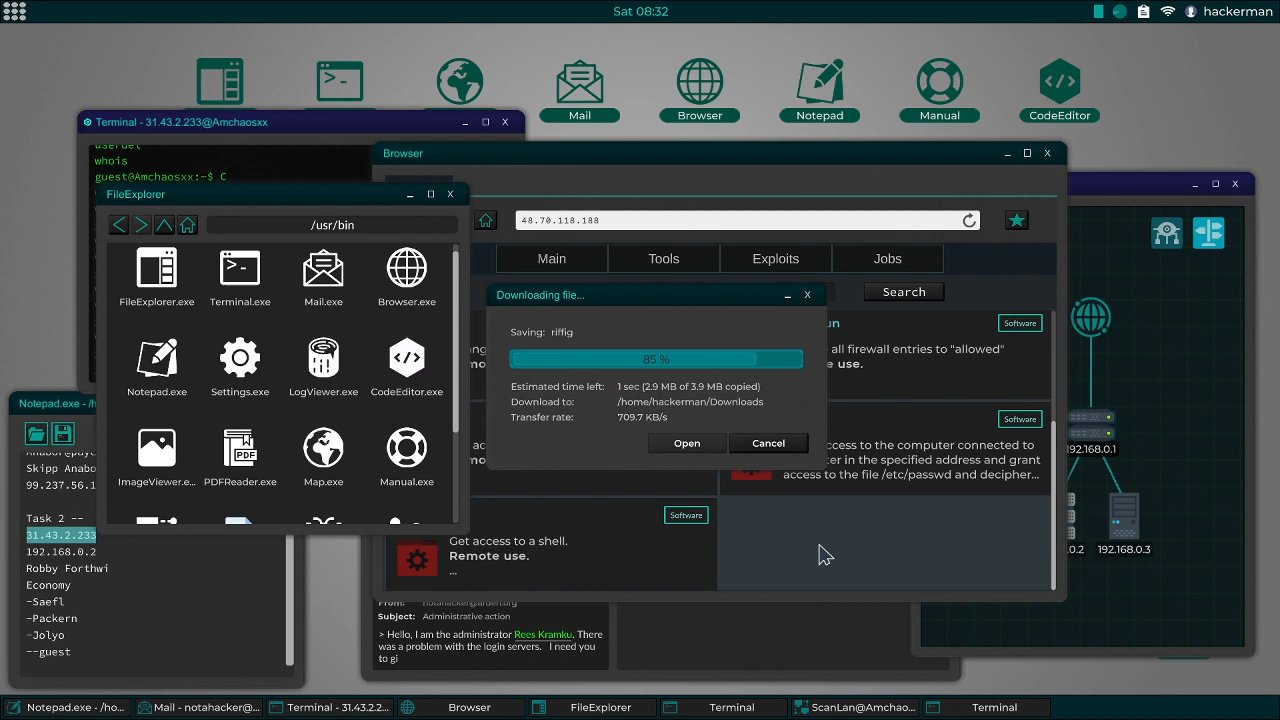 Sat 08:32
hackerman
Mail
Browser
Notepad
Manual
CodeEditor
Terminal - 31.43.2.233@Amchaosxx
_ X
userdel
whois
guest@Amchaosxx:~$ C
Browser
_ X
48.70.118.188
Main
Tools
Exploits
Jobs
Search
Software
all firewall entries to "allowed"
te use.
Software
access to the computer connected to
ter in the specified address and grant
access to the file /etc/passwd and decipher...
Software
Get access to a shell.
Remote use.
...
FileExplorer
_ X
/usr/bin
FileExplorer.exe
Terminal.exe
Mail.exe
Browser.exe
Notepad.exe
Settings.exe
LogViewer.exe
CodeEditor.exe
ImageViewer.e...
PDF
PDFReader.exe
Map.exe
Manual.exe
Downloading file...
_ X
Saving: riffig
85 %
Estimated time left: 1 sec (2.9 MB of 3.9 MB copied)
Download to: /home/hackerman/Downloads
Transfer rate: 709.7 KB/s
Open
Cancel
_ X
192.168.0.1
0.2
192.168.0.3
Notepad.exe - /h
Skipp Anabo
99.237.56.1
Task 2 --
31.43.2.233
192.168.0.2
Robby Forthwi
Economy
-Saefl
-Packern
-Jolyo
--guest
From: notahacker@arden.org
Subject: Administrative action
> Hello, I am the administrator Rees Kramku. There
was a problem with the login servers. I need you
to gi
Notepad.exe - /ho...
Mail - notahacker@...
Terminal - 31.43.2...
Browser
FileExplorer
Terminal
ScanLan@Amchao...
Terminal